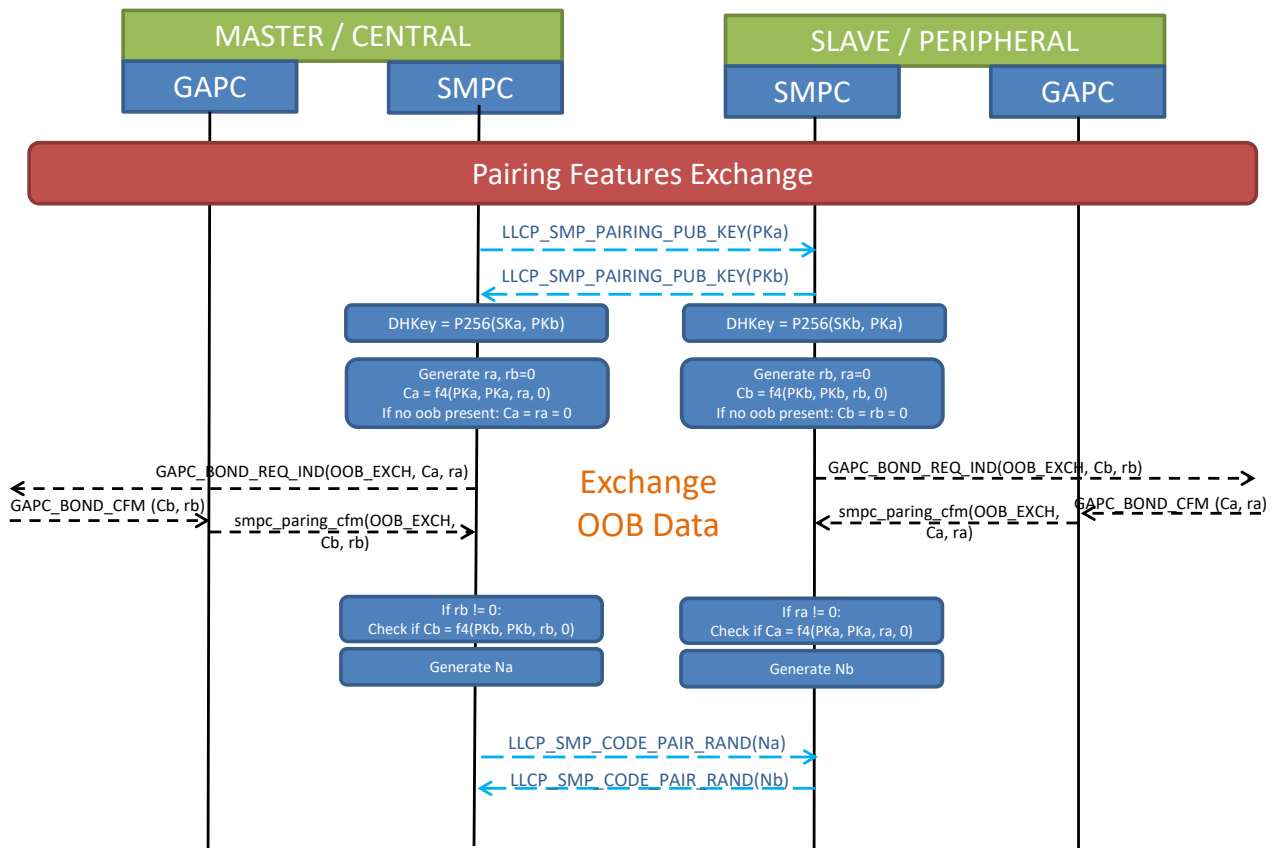 MASTER / CENTRAL
SLAVE / PERIPHERAL
GAPC
SMPC
SMPC
GAPC
Pairing Features Exchange
LLCP_SMP_PAIRING_PUB_KEY(PKa)
LLCP_SMP_PAIRING_PUB_KEY(PKb)
DHKey = P256(SKa, PKb)
DHKey = P256(SKb, PKa)
Generate ra, rb=0
Ca = f4(PKa, PKa, ra, 0)
If no oob present: Ca = ra = 0
Generate rb, ra=0
Cb = f4(PKb, PKb, rb, 0)
If no oob present: Cb = rb = 0
GAPC_BOND_REQ_IND(OOB_EXCH, Ca, ra)
GAPC_BOND_CFM (Cb, rb)
smpc_paring_cfm(OOB_EXCH,
Cb, rb)
Exchange
OOB Data
GAPC_BOND_REQ_IND(OOB_EXCH, Cb, rb)
GAPC_BOND_CFM (Ca, ra)
smpc_paring_cfm(OOB_EXCH,
Ca, ra)
If rb != 0:
Check if Cb = f4(PKb, PKb, rb, 0)
If ra != 0:
Check if Ca = f4(PKa, PKa, ra, 0)
Generate Na
Generate Nb
LLCP_SMP_CODE_PAIR_RAND(Na)
LLCP_SMP_CODE_PAIR_RAND(Nb)